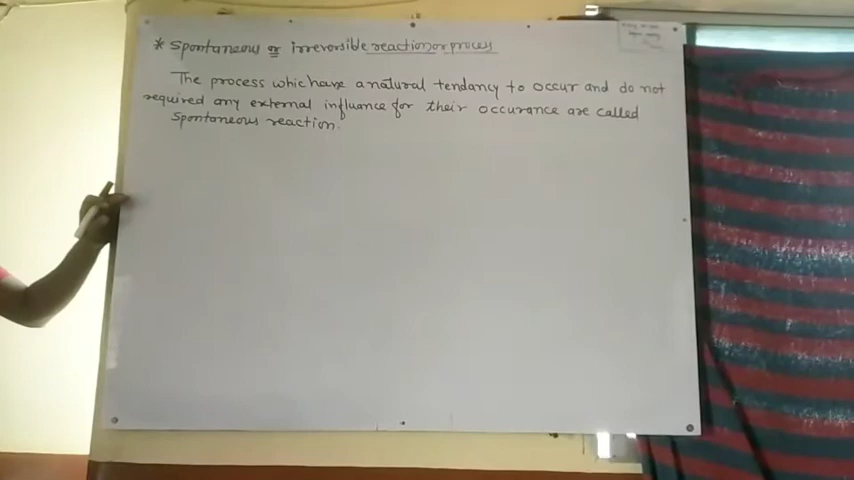 * Spontaneous or irreversible reaction or process
The process which have a natural tendancy to occur and do not
required any external influance for their occurance are called
Spontaneous reaction.